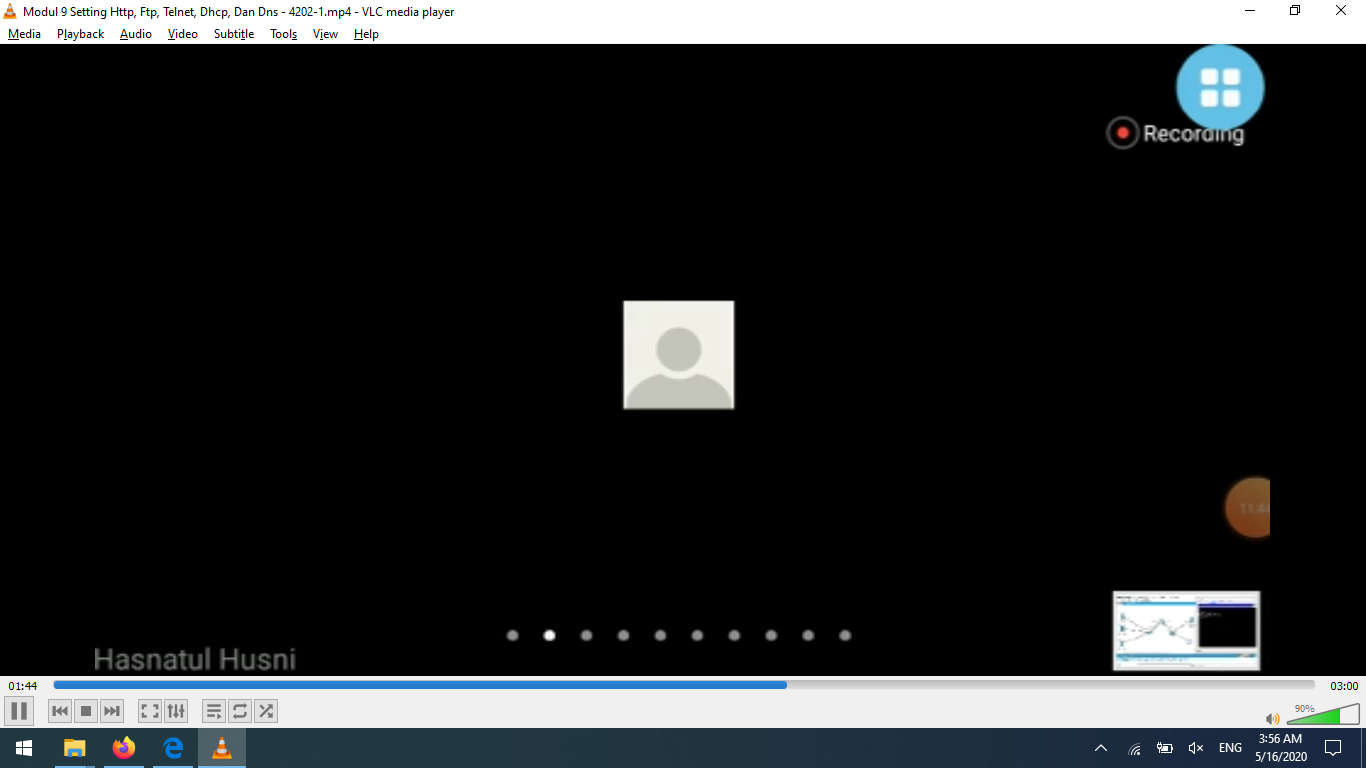 Modul 9 Setting Http, Ftp, Telnet, Dhcp, Dan Dns - 4202-1.mp4 - VLC media player
Media Playback Audio Video Subtitle Tools View Help
Recording
11:44
Hasnatul Husni
01:44
03:00
90%
ENG
3:56 AM
5/16/2020